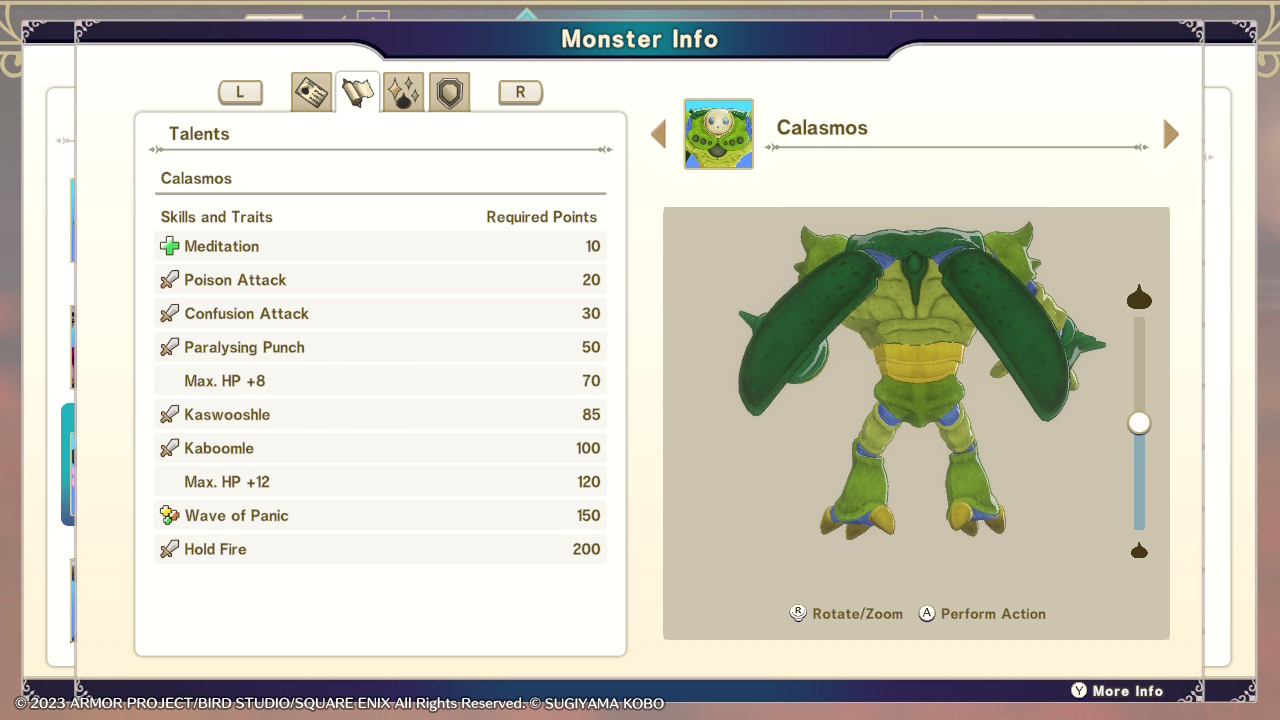 Monster Info
L
R
Talents
Calasmos
Calasmos
Skills and Traits Required Points
Meditation 10
Poison Attack 20
Confusion Attack 30
Paralysing Punch 50
Max. HP +8 70
Kaswooshle 85
Kaboomle 100
Max. HP +12 120
Wave of Panic 150
Hold Fire 200
R Rotate/Zoom A Perform Action
Y More Info
© 2023 ARMOR PROJECT/BIRD STUDIO/SQUARE ENIX All Rights Reserved. © SUGIYAMA KOBO